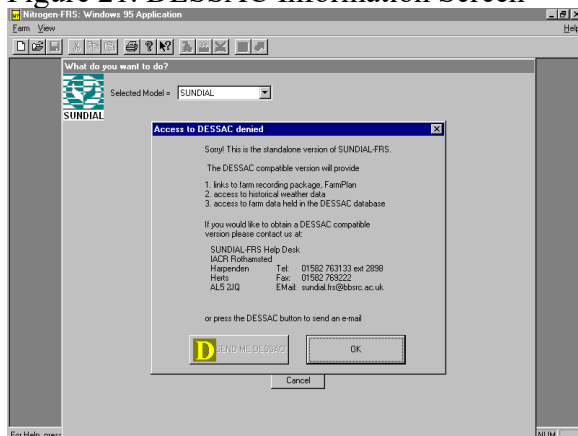 Figure 21: DESSAC Information Screen
Nitrogen-FRS: Windows 95 Application
Farm View Help
What do you want to do?
Selected Model = SUNDIAL
SUNDIAL
Access to DESSAC denied
Sorry! This is the standalone version of SUNDIAL-FRS.
The DESSAC compatible version will provide
1. links to farm recording package, FarmPlan
2. access to historical weather data
3. access to farm data held in the DESSAC database
If you would like to obtain a DESSAC compatible
version please contact us at:
SUNDIAL-FRS Help Desk
IACR Rothamsted
Harpenden Tel: 01582 763133 ext 2898
Herts Fax: 01582 769222
AL5 2JQ EMail: sundial.frs@bbsrc.ac.uk
or press the DESSAC button to send an e-mail
D SEND ME DESSAC OK
Cancel
For Help, press NUM